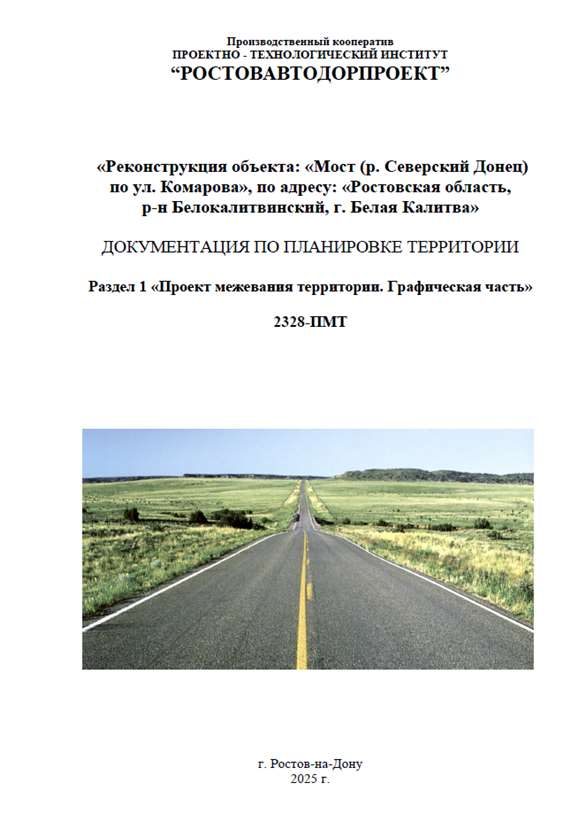 Производственный кооператив
ПРОЕКТНО - ТЕХНОЛОГИЧЕСКИЙ ИНСТИТУТ
“РОСТОВАВТОДОРПРОЕКТ”
«Реконструкция объекта: «Мост (р. Северский Донец)
по ул. Комарова», по адресу: «Ростовская область,
р-н Белокалитвинский, г. Белая Калитва»
ДОКУМЕНТАЦИЯ ПО ПЛАНИРОВКЕ ТЕРРИТОРИИ
Раздел 1 «Проект межевания территории. Графическая часть»
2328-ПМТ
г. Ростов-на-Дону
2025 г.